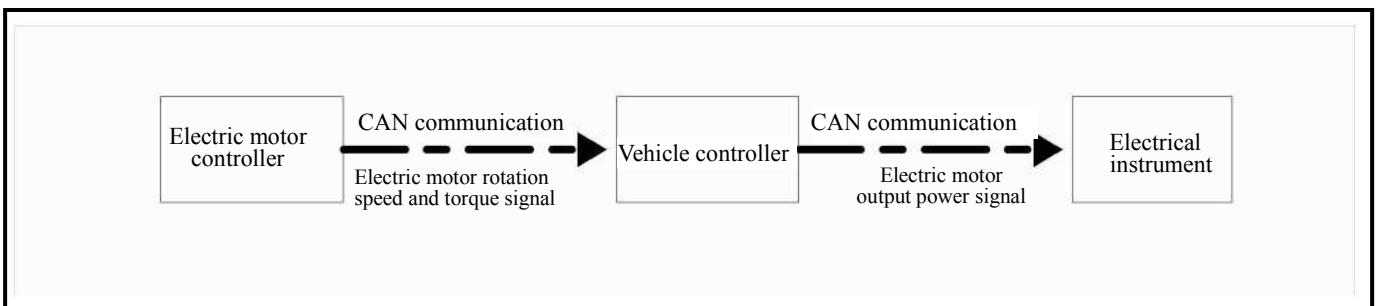 Electric motor
controller
CAN communication
Electric motor rotation
speed and torque signal
Vehicle controller
CAN communication
Electric motor
output power signal
Electrical
instrument